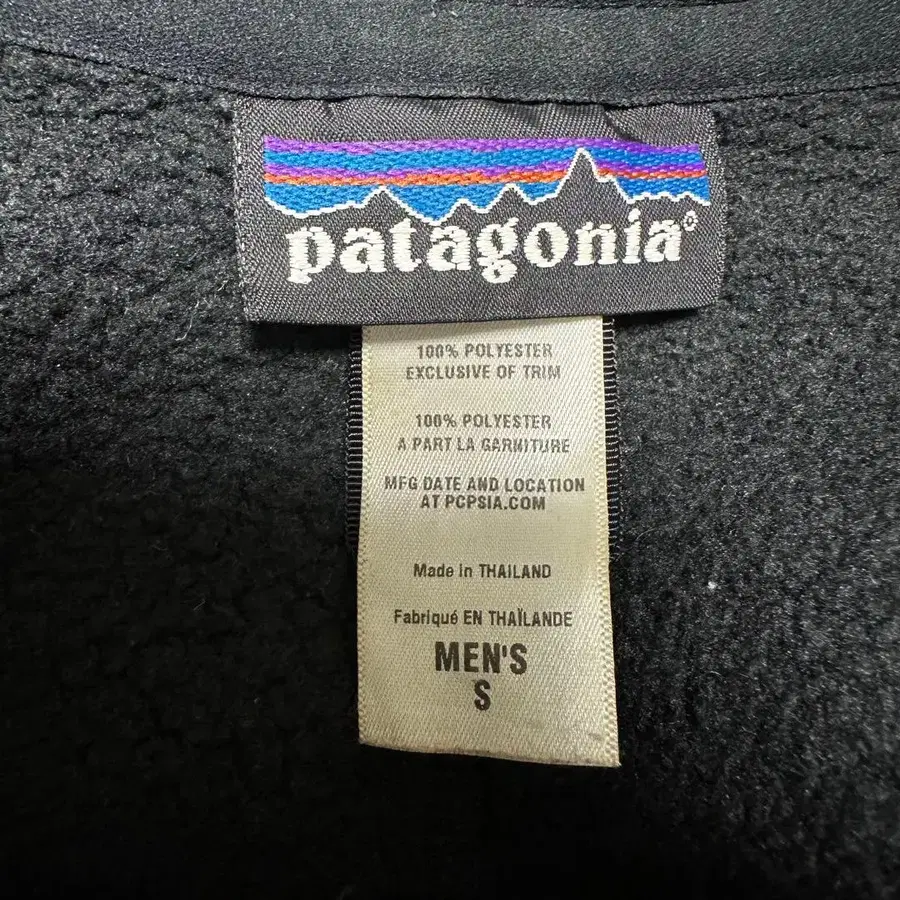 patagonia®
100% POLYESTER
EXCLUSIVE OF TRIM
100% POLYESTER
A PART LA GARNITURE
MFG DATE AND LOCATION
AT PCPSIA.COM
Made in THAILAND
Fabriqué EN THAÏLANDE
MEN'S
S